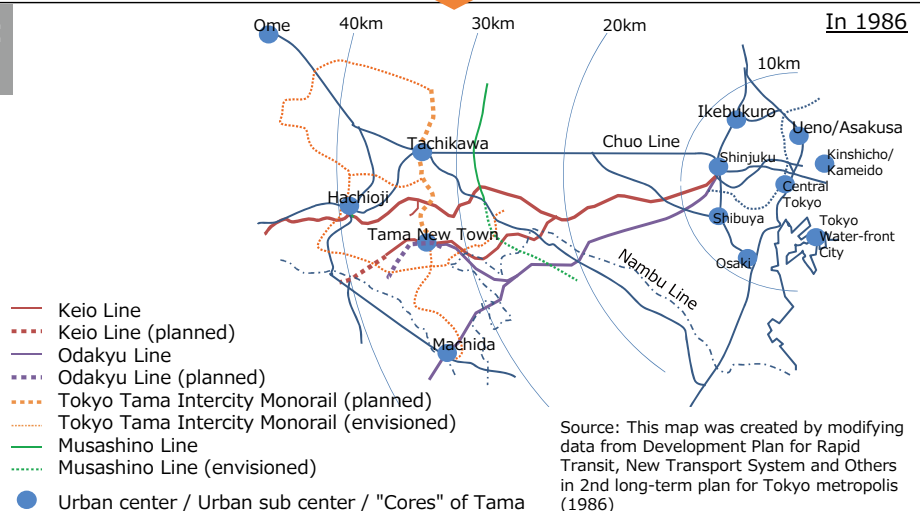 In 1986
Ome
40km
30km
20km
10km
Ikebukuro
Ueno/Asakusa
Tachikawa
Chuo Line
Shinjuku
Kinshicho/
Kameido
Hachioji
Central
Tokyo
Shibuya
Tokyo
Water-front
City
Tama New Town
Osaki
Nambu Line
Machida
Keio Line
Keio Line (planned)
Odakyu Line
Odakyu Line (planned)
Tokyo Tama Intercity Monorail (planned)
Tokyo Tama Intercity Monorail (envisioned)
Musashino Line
Musashino Line (envisioned)
Urban center / Urban sub center / "Cores" of Tama
Source: This map was created by modifying
data from Development Plan for Rapid
Transit, New Transport System and Others
in 2nd long-term plan for Tokyo metropolis
(1986)